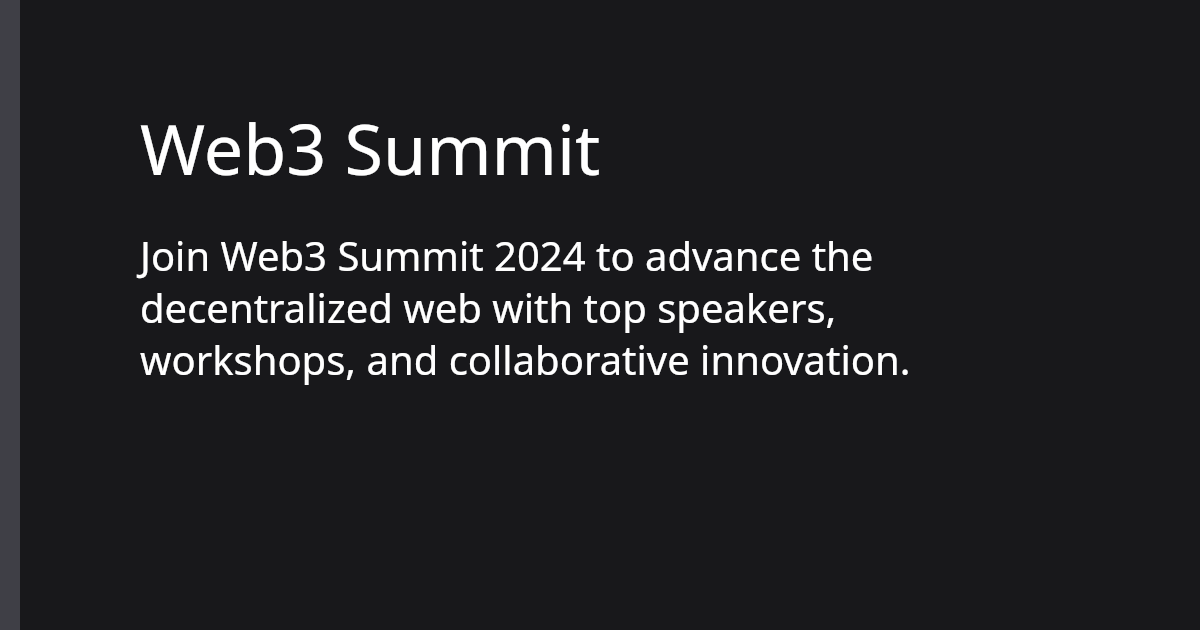 Web3 Summit
Join Web3 Summit 2024 to advance the
decentralized web with top speakers,
workshops, and collaborative innovation.